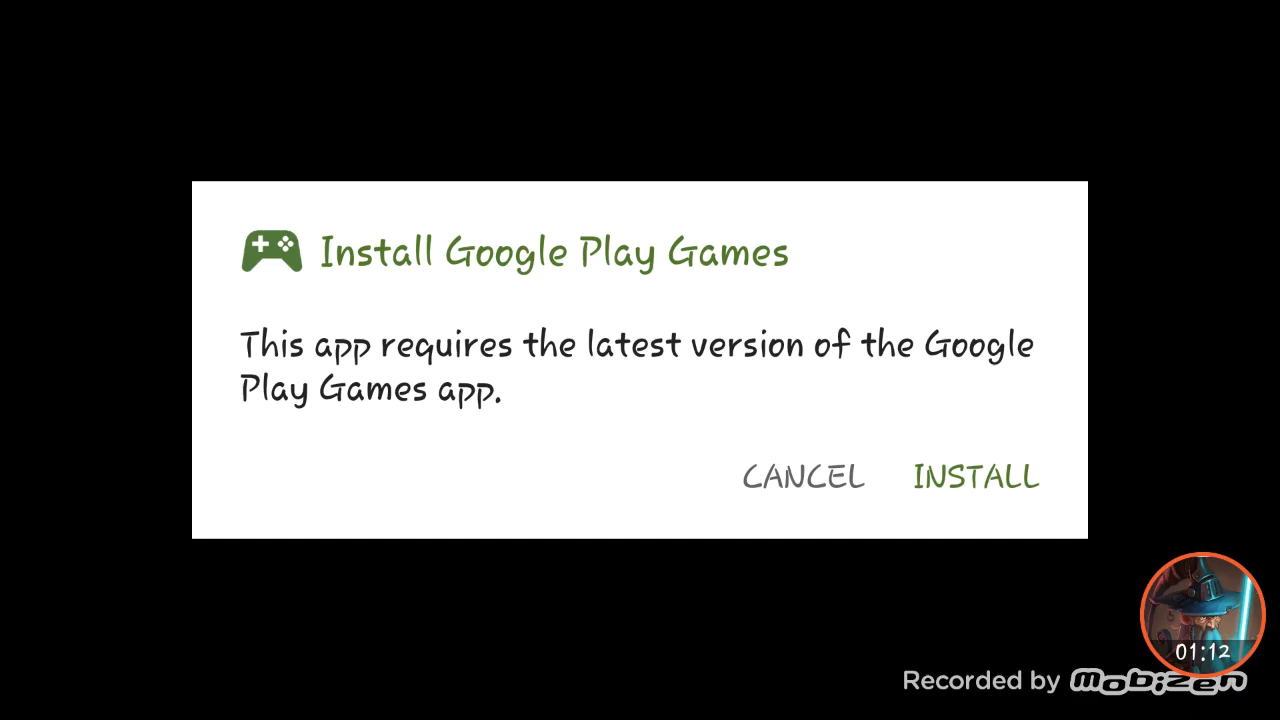 Install Google Play Games
This app requires the latest version of the Google
Play Games app.
CANCEL INSTALL
01:12
Recorded by mobizen